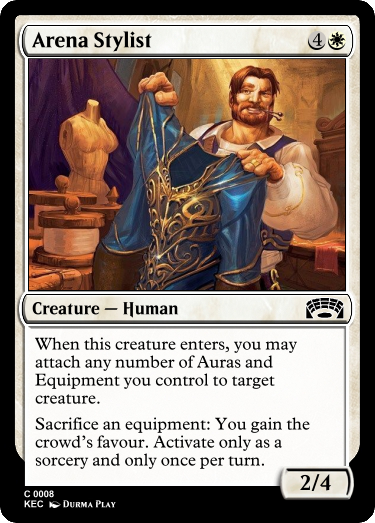 Arena Stylist 4
Creature — Human
When this creature enters, you may
attach any number of Auras and
Equipment you control to target
creature.
Sacrifice an equipment: You gain the
crowd's favour. Activate only as a
sorcery and only once per turn.
2/4
C 0008
KEC DURMA PLAY